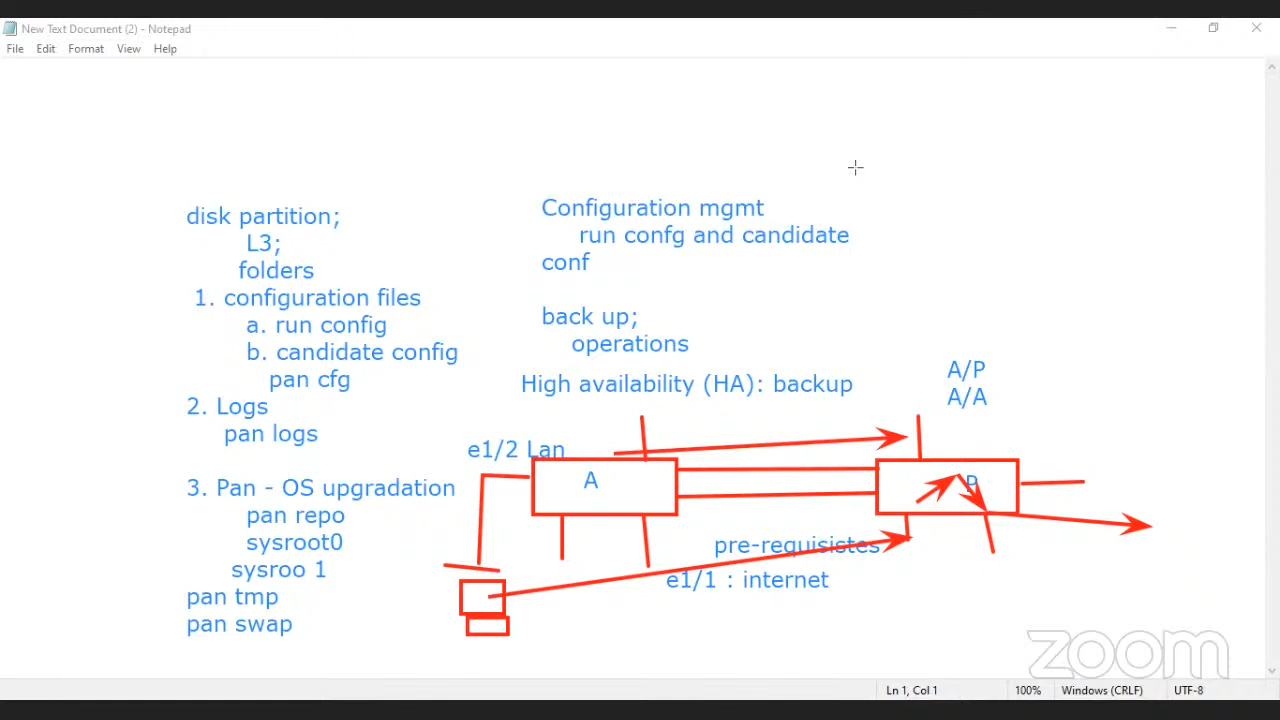 New Text Document (2) - Notepad
File Edit Format View Help
disk partition;
L3;
folders
1. configuration files
a. run config
b. candidate config
pan cfg
2. Logs
pan logs
3. Pan - OS upgradation
pan repo
sysroot0
sysroo 1
pan tmp
pan swap
Configuration mgmt
run confg and candidate
conf
back up;
operations
High availability (HA): backup
A/P
A/A
e1/2 Lan
A
P
pre-requisistes
e1/1 : internet
zoom
Ln 1, Col 1 100% Windows (CRLF) UTF-8